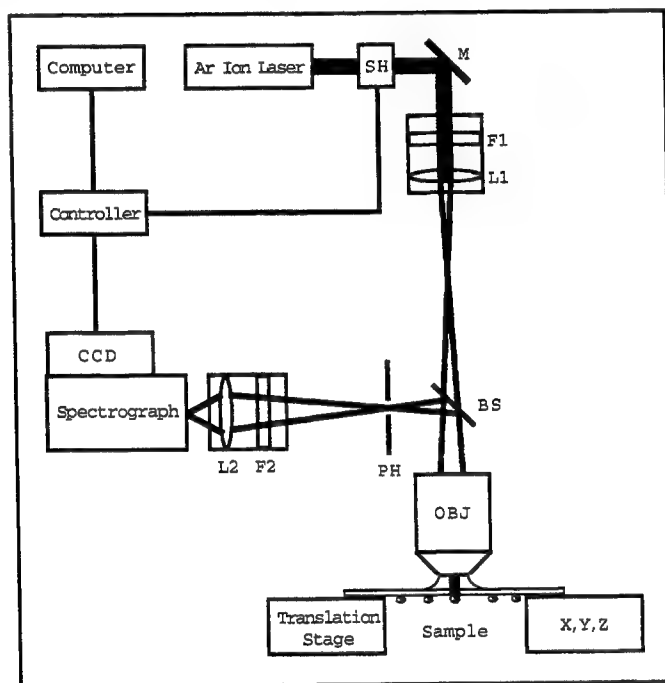 Computer
Ar Ion Laser
SH
M
F1
L1
Controller
CCD
Spectrograph
L2
F2
PH
BS
OBJ
Translation
Stage
Sample
X,Y,Z